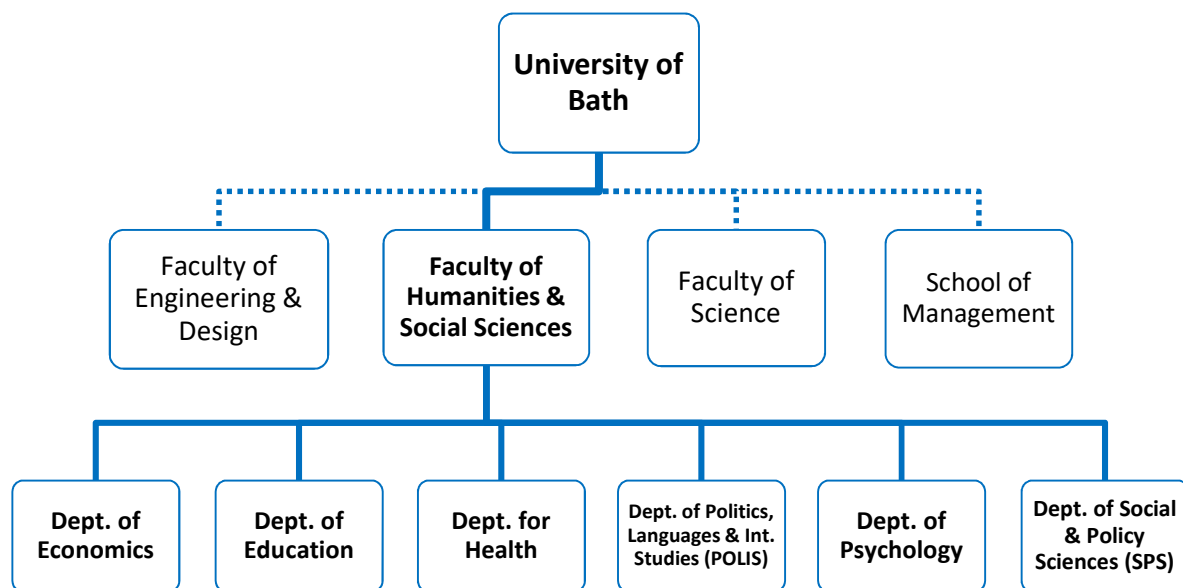 University of
Bath
Faculty of
Engineering &
Design
Faculty of
Humanities &
Social Sciences
Faculty of
Science
School of
Management
Dept. of
Economics
Dept. of
Education
Dept. for
Health
Dept. of Politics,
Languages & Int.
Studies (POLIS)
Dept. of
Psychology
Dept. of Social
& Policy
Sciences (SPS)